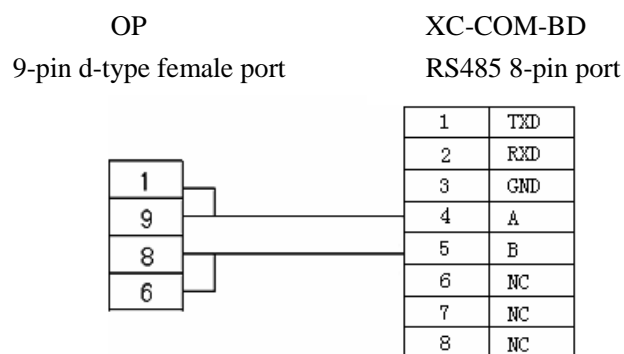 OP XC-COM-BD
9-pin d-type female port RS485 8-pin port
1 TXD
2 RXD
1 3 GND
9 4 A
8 5 B
6 6 NC
7 NC
8 NC